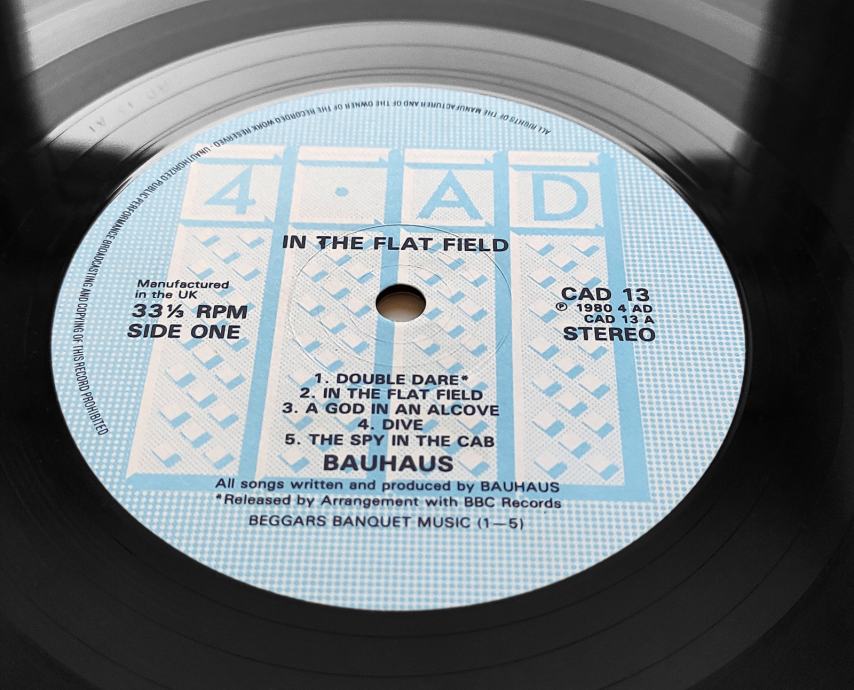 ALL RIGHTS OF THE MANUFACTURER AND OF THE OWNER OF THE RECORDED WORK RESERVED · UNAUTHORIZED PUBLIC PERFORMANCE BROADCASTING AND COPYING OF THIS RECORD PROHIBITED
4 · A D
IN THE FLAT FIELD
Manufactured
in the UK
33⅓ RPM
SIDE ONE
CAD 13
℗ 1980 4 AD
CAD 13 A
STEREO
1. DOUBLE DARE*
2. IN THE FLAT FIELD
3. A GOD IN AN ALCOVE
4. DIVE
5. THE SPY IN THE CAB
BAUHAUS
All songs written and produced by BAUHAUS
*Released by Arrangement with BBC Records
BEGGARS BANQUET MUSIC (1—5)